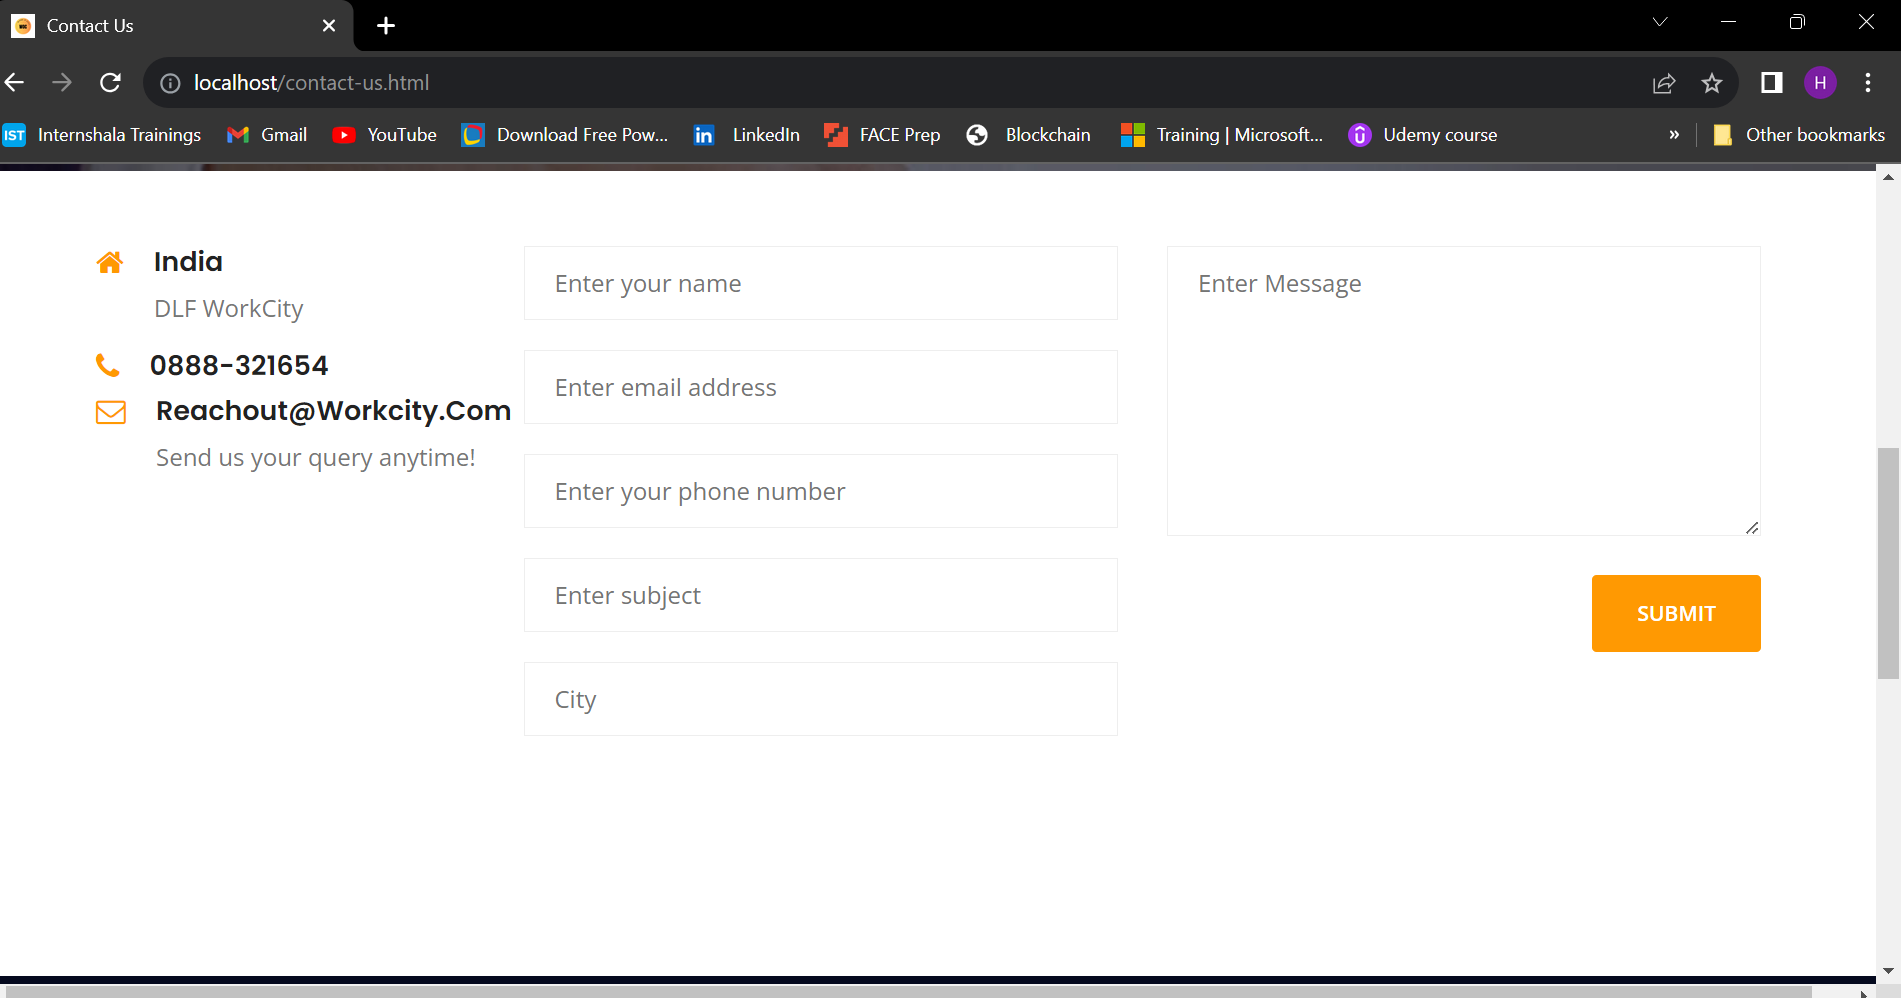 Contact Us
localhost/contact-us.html
H
IST Internshala Trainings Gmail YouTube Download Free Pow... in LinkedIn FACE Prep Blockchain Training | Microsoft... Udemy course » Other bookmarks
India
DLF WorkCity
0888-321654
Reachout@Workcity.Com
Send us your query anytime!
Enter your name
Enter email address
Enter your phone number
Enter subject
City
Enter Message
SUBMIT